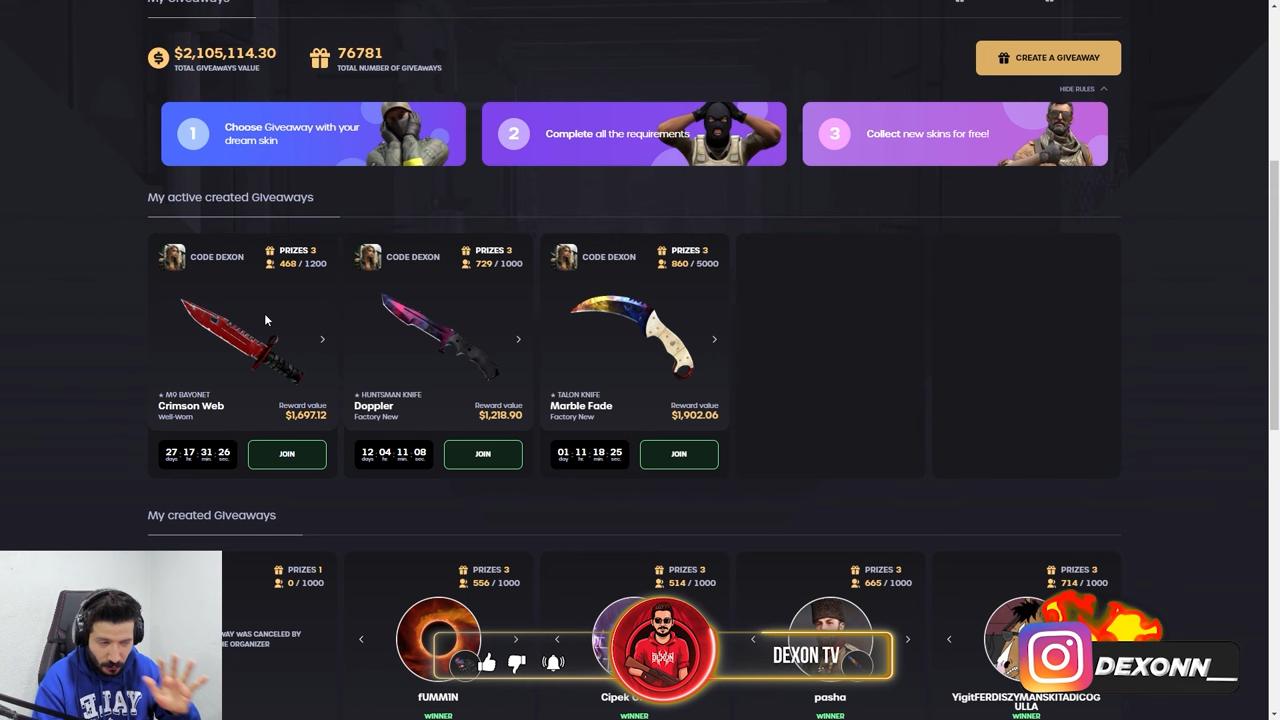 My Giveaways
$2,105,114.30
TOTAL GIVEAWAYS VALUE
76781
TOTAL NUMBER OF GIVEAWAYS
CREATE A GIVEAWAY
HIDE RULES
1
Choose Giveaway with your
dream skin
2
Complete all the requirements
3
Collect new skins for free!
My active created Giveaways
CODE DEXON
PRIZES 3
468 / 1200
★ M9 BAYONET
Crimson Web
Well-Worn
Reward value
$1,697.12
27 : 17 : 31 : 26
days hr. min. sec.
JOIN
CODE DEXON
PRIZES 3
729 / 1000
★ HUNTSMAN KNIFE
Doppler
Factory New
Reward value
$1,218.90
12 : 04 : 11 : 08
days hr. min. sec.
JOIN
CODE DEXON
PRIZES 3
860 / 5000
★ TALON KNIFE
Marble Fade
Factory New
Reward value
$1,902.06
01 : 11 : 18 : 25
day hr. min. sec.
JOIN
My created Giveaways
PRIZES 1
0 / 1000
WAS CANCELED BY
ORGANIZER
PRIZES 3
556 / 1000
fUMM1N
WINNER
PRIZES 3
514 / 1000
Cipek
WINNER
PRIZES 3
665 / 1000
pasha
WINNER
PRIZES 3
714 / 1000
YigitFERDISZYMANSKITADICOG
ULLA
WINNER
DEXON TV
DEXONN__